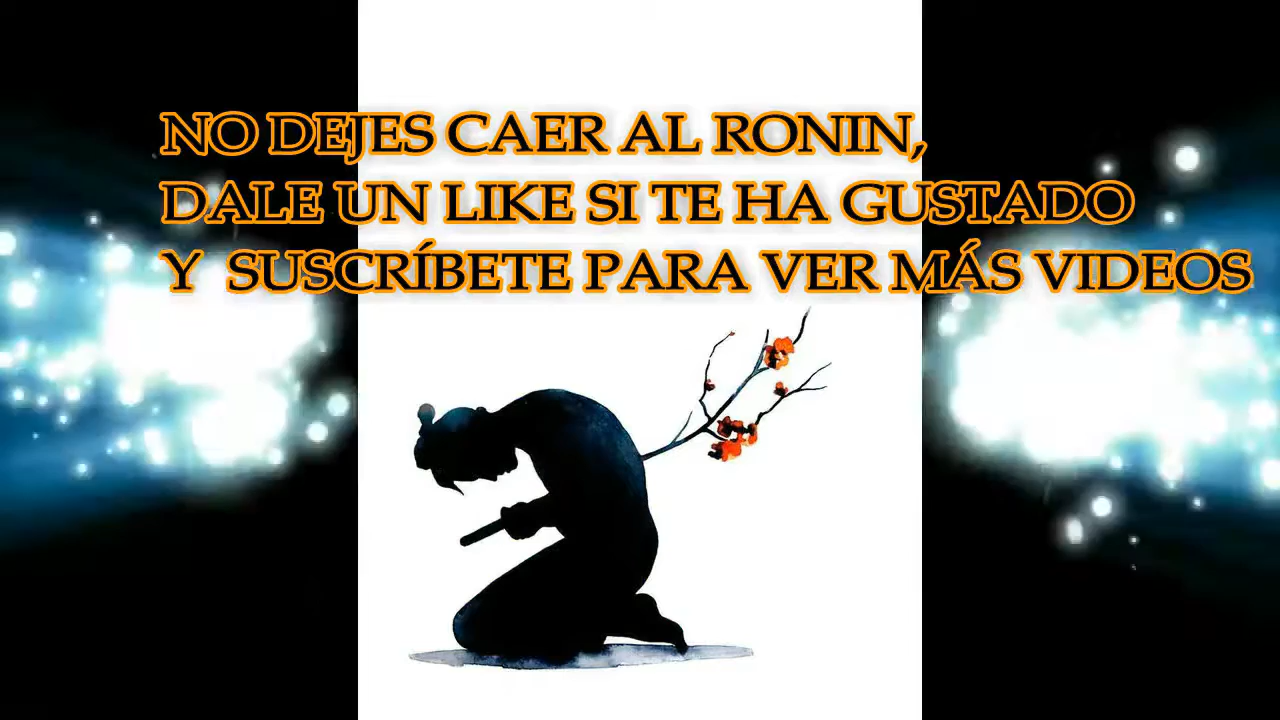 NO DEJES CAER AL RONIN,
DALE UN LIKE SI TE HA GUSTADO
Y SUSCRÍBETE PARA VER MÁS VIDEOS